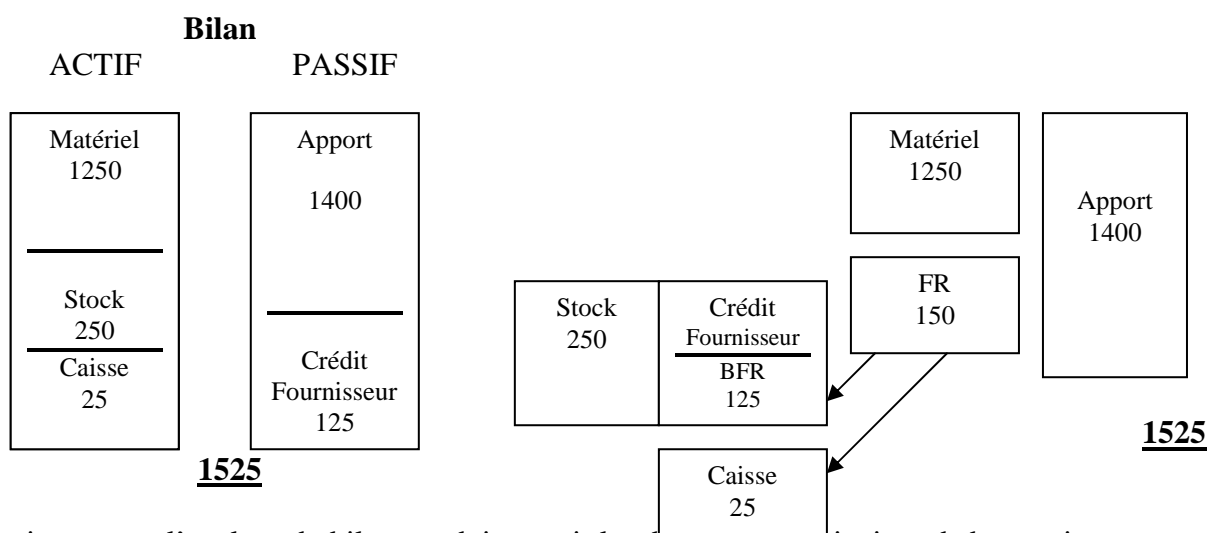 Bilan
ACTIF PASSIF
Matériel
1250
Stock
250
Caisse
25
Apport
1400
Crédit
Fournisseur
125
1525
Stock
250
Crédit
Fournisseur
BFR
125
Matériel
1250
FR
150
Apport
1400
Caisse
25
1525